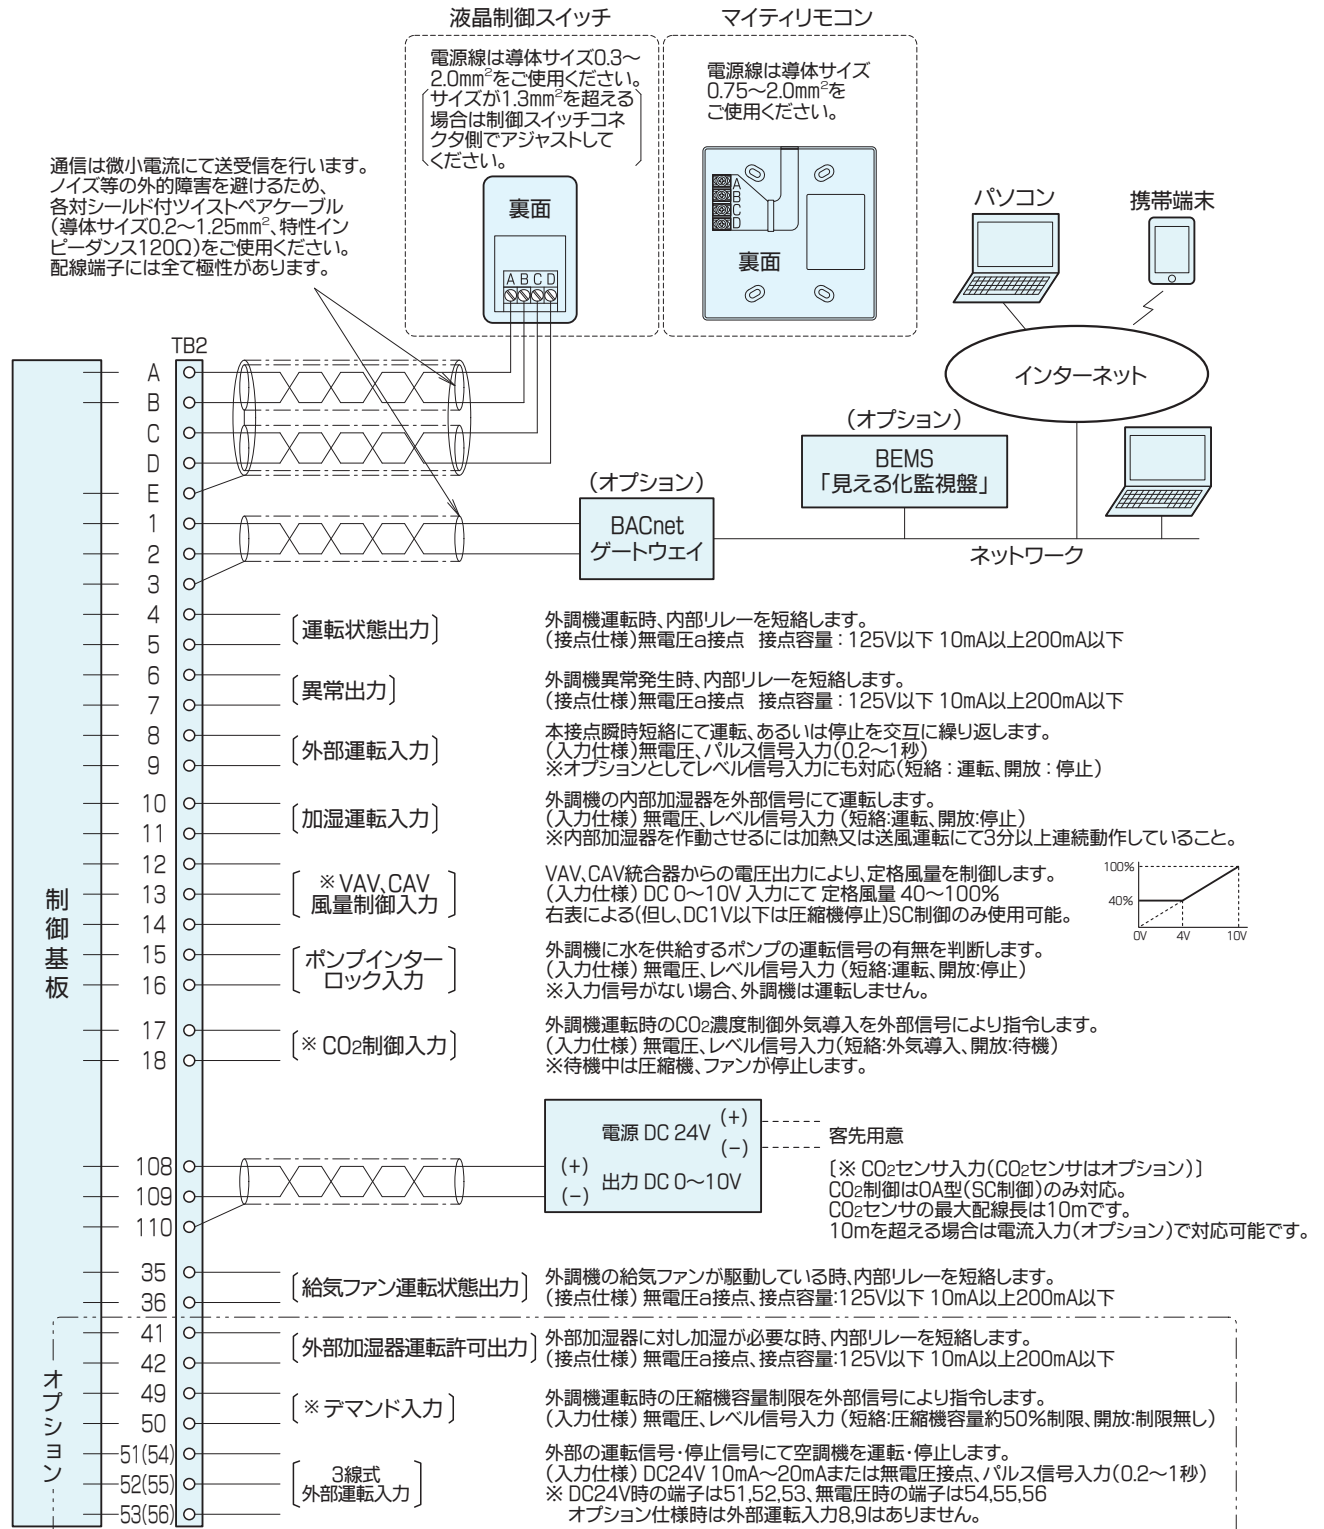 液晶制御スイッチ
電源線は導体サイズ0.3〜
2.0mm²をご使用ください。
サイズが1.3mm²を超える
場合は制御スイッチコネ
クタ側でアジャストして
ください。
裏面
A B C D
マイティリモコン
電源線は導体サイズ
0.75〜2.0mm²を
ご使用ください。
A
B
C
D
裏面
通信は微小電流にて送受信を行います。
ノイズ等の外的障害を避けるため、
各対シールド付ツイストペアケーブル
(導体サイズ0.2〜1.25mm²、特性イン
ピーダンス120Ω)をご使用ください。
配線端子には全て極性があります。
パソコン
携帯端末
インターネット
(オプション)
BEMS
「見える化監視盤」
(オプション)
BACnet
ゲートウェイ
ネットワーク
制御基板
TB2
A
B
C
D
E
1
2
3
4
5
〔運転状態出力〕
外調機運転時、内部リレーを短絡します。
(接点仕様)無電圧a接点 接点容量：125V以下 10mA以上200mA以下
6
7
〔異常出力〕
外調機異常発生時、内部リレーを短絡します。
(接点仕様)無電圧a接点 接点容量：125V以下 10mA以上200mA以下
8
9
〔外部運転入力〕
本接点瞬時短絡にて運転、あるいは停止を交互に繰り返します。
(入力仕様)無電圧、パルス信号入力(0.2〜1秒)
※オプションとしてレベル信号入力にも対応(短絡：運転、開放：停止)
10
11
〔加湿運転入力〕
外調機の内部加湿器を外部信号にて運転します。
(入力仕様) 無電圧、レベル信号入力 (短絡:運転、開放:停止)
※内部加湿器を作動させるには加熱又は送風運転にて3分以上連続動作していること。
12
13
14
※ VAV、CAV
風量制御入力
VAV、CAV統合器からの電圧出力により、定格風量を制御します。
(入力仕様) DC 0〜10V 入力にて 定格風量 40〜100%
右表による(但し、DC1V以下は圧縮機停止)SC制御のみ使用可能。
100%
40%
0V 4V 10V
15
16
ポンプインター
ロック入力
外調機に水を供給するポンプの運転信号の有無を判断します。
(入力仕様) 無電圧、レベル信号入力 (短絡:運転、開放:停止)
※入力信号がない場合、外調機は運転しません。
17
18
〔※ CO₂制御入力〕
外調機運転時のCO₂濃度制御外気導入を外部信号により指令します。
(入力仕様) 無電圧、レベル信号入力(短絡:外気導入、開放:待機)
※待機中は圧縮機、ファンが停止します。
108
109
110
電源 DC 24V (+)
(−)
(+)
(−) 出力 DC 0〜10V
客先用意
〔※ CO₂センサ入力(CO₂センサはオプション)〕
CO₂制御はOA型(SC制御)のみ対応。
CO₂センサの最大配線長は10mです。
10mを超える場合は電流入力(オプション)で対応可能です。
35
36
〔給気ファン運転状態出力〕
外調機の給気ファンが駆動している時、内部リレーを短絡します。
(接点仕様) 無電圧a接点、接点容量:125V以下 10mA以上200mA以下
オプション
41
42
〔外部加湿器運転許可出力〕
外部加湿器に対し加湿が必要な時、内部リレーを短絡します。
(接点仕様) 無電圧a接点、接点容量:125V以下 10mA以上200mA以下
49
50
〔※ デマンド入力〕
外調機運転時の圧縮機容量制限を外部信号により指令します。
(入力仕様) 無電圧、レベル信号入力 (短絡:圧縮機容量約50%制限、開放:制限無し)
51(54)
52(55)
53(56)
3線式
外部運転入力
外部の運転信号・停止信号にて空調機を運転・停止します。
(入力仕様) DC24V 10mA〜20mAまたは無電圧接点、パルス信号入力(0.2〜1秒)
※ DC24V時の端子は51,52,53、無電圧時の端子は54,55,56
オプション仕様時は外部運転入力8,9はありません。